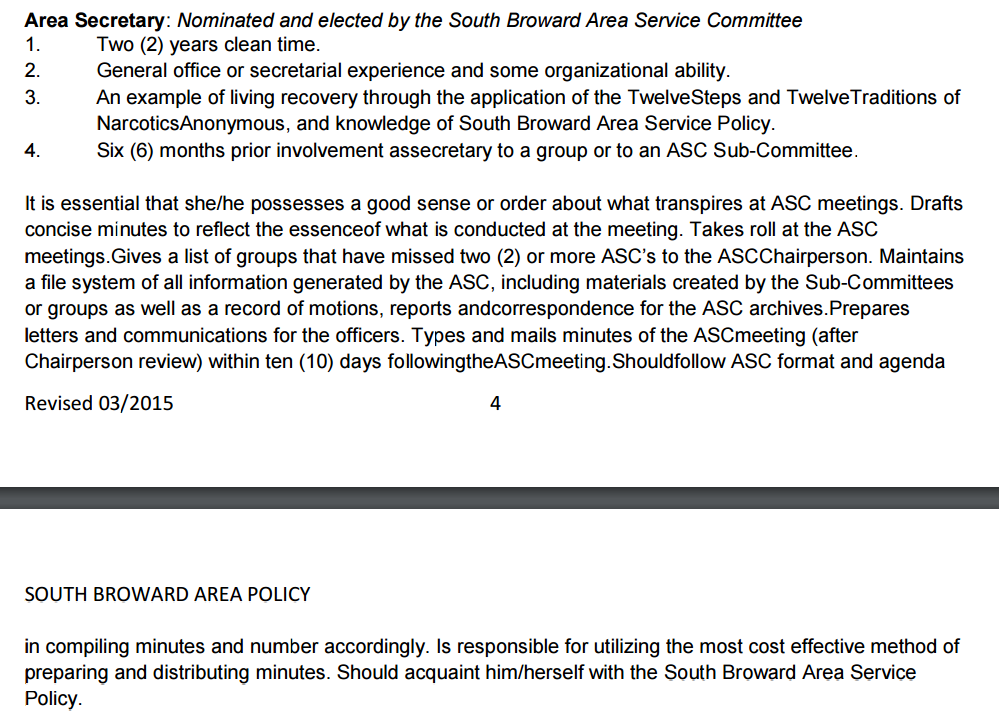 Area Secretary: Nominated and elected by the South Broward Area Service Committee
1. Two (2) years clean time.
2. General office or secretarial experience and some organizational ability.
3. An example of living recovery through the application of the TwelveSteps and TwelveTraditions of
NarcoticsAnonymous, and knowledge of South Broward Area Service Policy.
4. Six (6) months prior involvement assecretary to a group or to an ASC Sub-Committee.
It is essential that she/he possesses a good sense or order about what transpires at ASC meetings. Drafts
concise minutes to reflect the essenceof what is conducted at the meeting. Takes roll at the ASC
meetings.Gives a list of groups that have missed two (2) or more ASC's to the ASCChairperson. Maintains
a file system of all information generated by the ASC, including materials created by the Sub-Committees
or groups as well as a record of motions, reports andcorrespondence for the ASC archives.Prepares
letters and communications for the officers. Types and mails minutes of the ASCmeeting (after
Chairperson review) within ten (10) days followingtheASCmeeting.Shouldfollow ASC format and agenda
Revised 03/2015 4
SOUTH BROWARD AREA POLICY
in compiling minutes and number accordingly. Is responsible for utilizing the most cost effective method of
preparing and distributing minutes. Should acquaint him/herself with the South Broward Area Service
Policy.